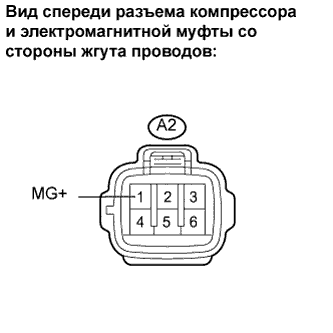 Вид спереди разъема компрессора
и электромагнитной муфты со
стороны жгута проводов:
A2
MG+
1 2 3
4 5 6